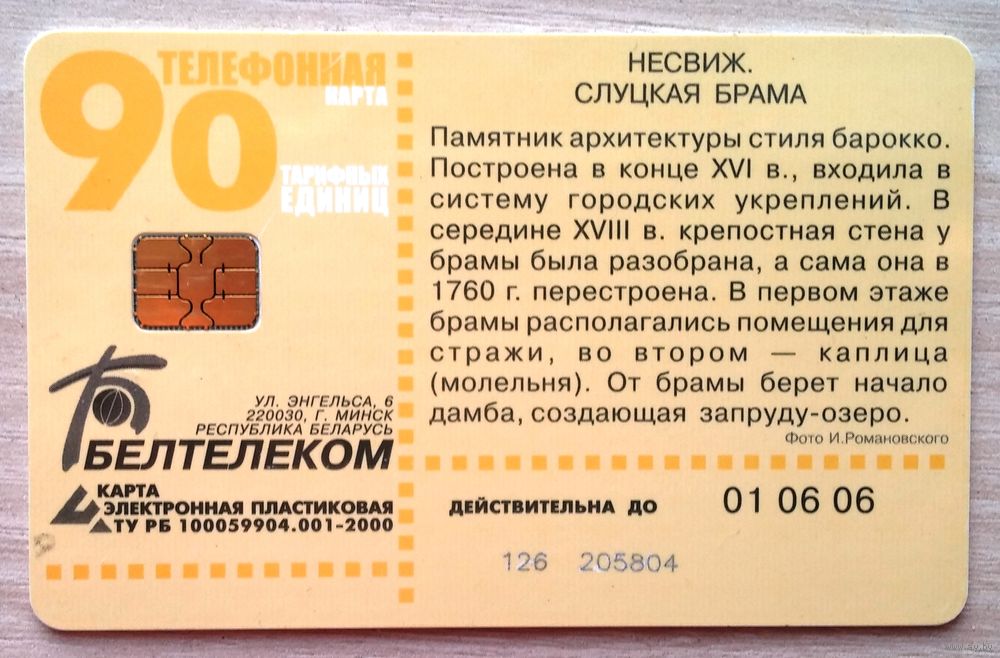 90
ТЕЛЕФОННАЯ
КАРТА
ТАРИФНЫХ
ЕДИНИЦ
УЛ. ЭНГЕЛЬСА, 6
220030, Г. МИНСК
РЕСПУБЛИКА БЕЛАРУСЬ
БЕЛТЕЛЕКОМ
КАРТА
ЭЛЕКТРОННАЯ ПЛАСТИКОВАЯ
ТУ РБ 100059904.001-2000
НЕСВИЖ.
СЛУЦКАЯ БРАМА
Памятник архитектуры стиля барокко.
Построена в конце XVI в., входила в
систему городских укреплений. В
середине XVIII в. крепостная стена у
брамы была разобрана, а сама она в
1760 г. перестроена. В первом этаже
брамы располагались помещения для
стражи, во втором — каплица
(молельня). От брамы берет начало
дамба, создающая запруду-озеро.
Фото И.Романовского
ДЕЙСТВИТЕЛЬНА ДО 01 06 06
126 205804